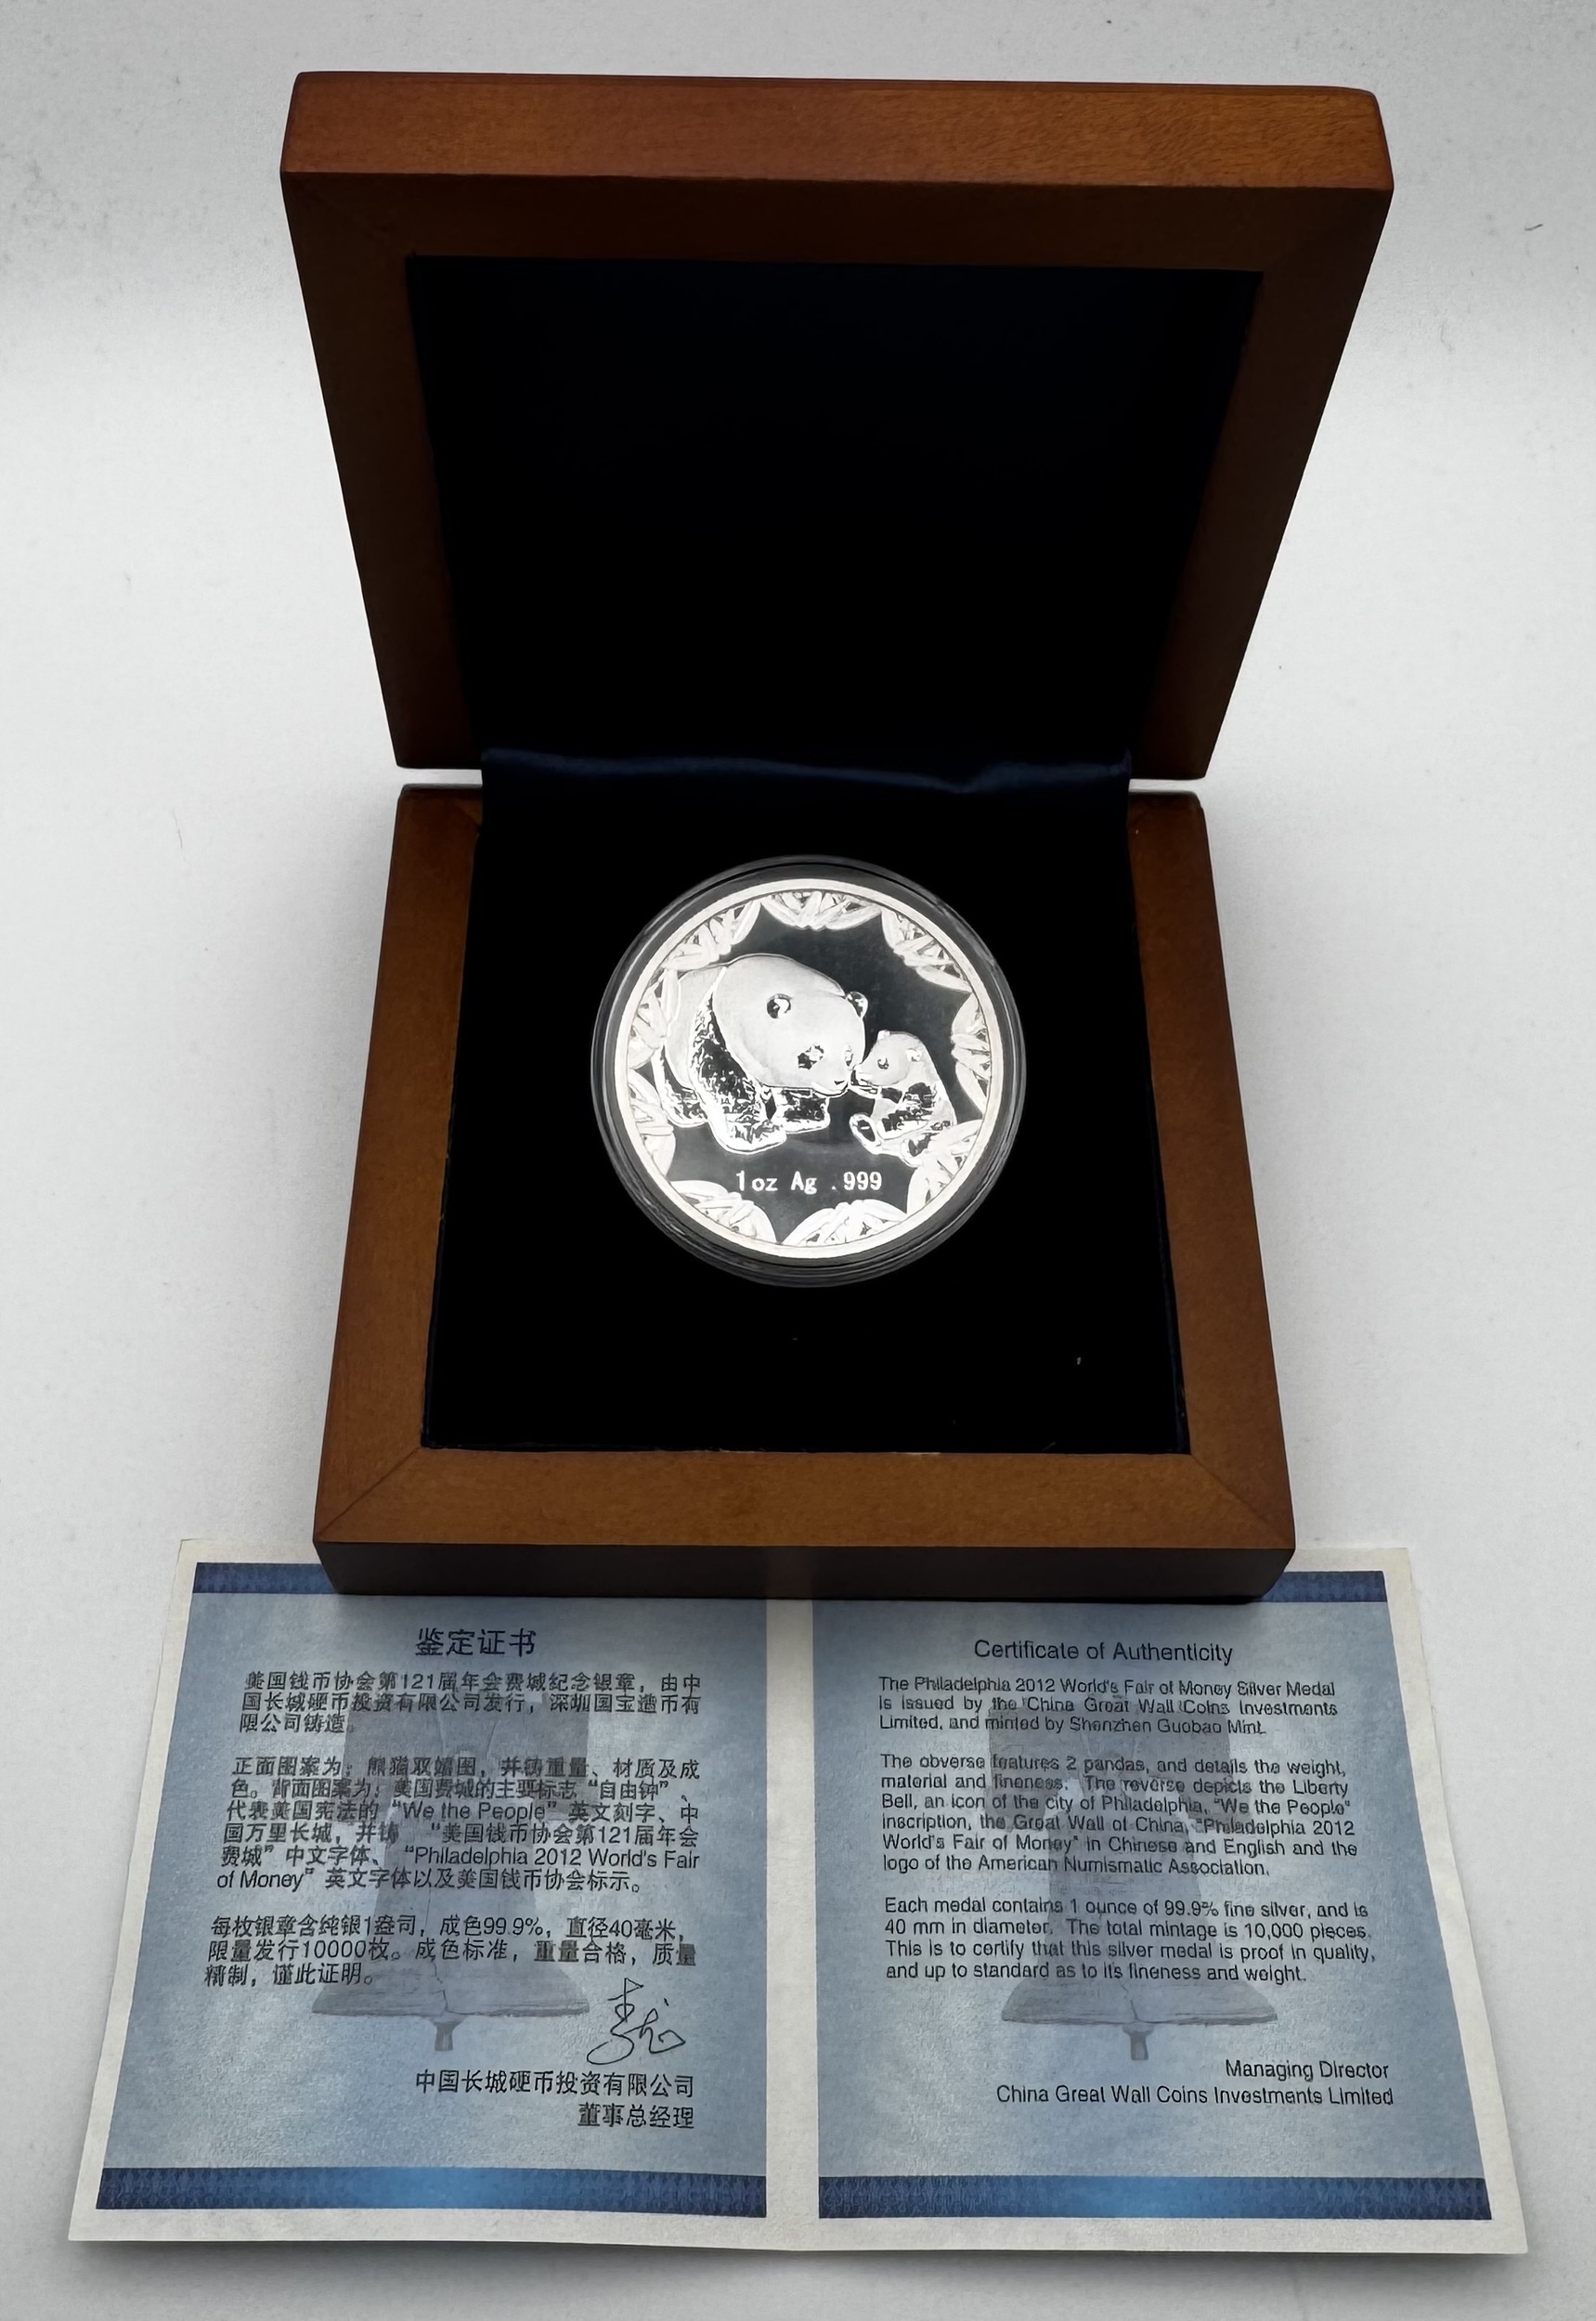 1oz Ag .999
鉴定证书
美国钱币协会第121届年会费城纪念银章，由中
国长城硬币投资有限公司发行，深圳国宝造币有
限公司铸造。
正面图案为：熊猫双嬉图，并铸重量、材质及成
色。背面图案为：美国费城的主要标志“自由钟”、
代表美国宪法的“We the People”英文刻字、中
国万里长城，并铸 “美国钱币协会第121届年会
费城”中文字体、“Philadelphia 2012 World's Fair
of Money”英文字体以及美国钱币协会标示。
每枚银章含纯银1盎司，成色99.9%，直径40毫米，
限量发行10000枚。成色标准，重量合格，质量
精制，谨此证明。
中国长城硬币投资有限公司
董事总经理
Certificate of Authenticity
The Philadelphia 2012 World's Fair of Money Silver Medal
is issued by the China Great Wall Coins Investments
Limited, and minted by Shenzhen Guobao Mint.
The obverse features 2 pandas, and details the weight,
material and fineness. The reverse depicts the Liberty
Bell, an icon of the city of Philadelphia, "We the People"
inscription, the Great Wall of China, "Philadelphia 2012
World's Fair of Money" in Chinese and English and the
logo of the American Numismatic Association.
Each medal contains 1 ounce of 99.9% fine silver, and is
40 mm in diameter. The total mintage is 10,000 pieces.
This is to certify that this silver medal is proof in quality,
and up to standard as to its fineness and weight.
Managing Director
China Great Wall Coins Investments Limited